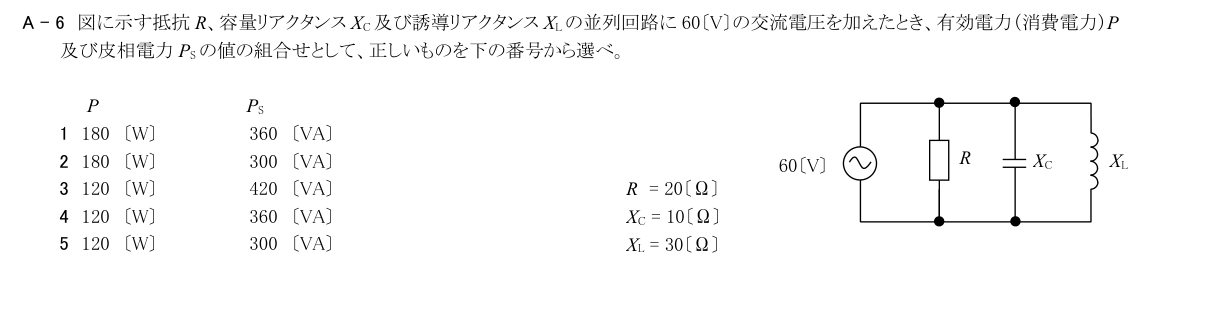 A－6 図に示す抵抗 R、容量リアクタンス XC 及び誘導リアクタンス XL の並列回路に 60〔V〕の交流電圧を加えたとき、有効電力（消費電力）P
及び皮相電力 PS の値の組合せとして、正しいものを下の番号から選べ。
P PS
1 180 〔W〕 360 〔VA〕
2 180 〔W〕 300 〔VA〕
3 120 〔W〕 420 〔VA〕
4 120 〔W〕 360 〔VA〕
5 120 〔W〕 300 〔VA〕
R = 20〔Ω〕
XC = 10〔Ω〕
XL = 30〔Ω〕
60〔V〕 R XC XL